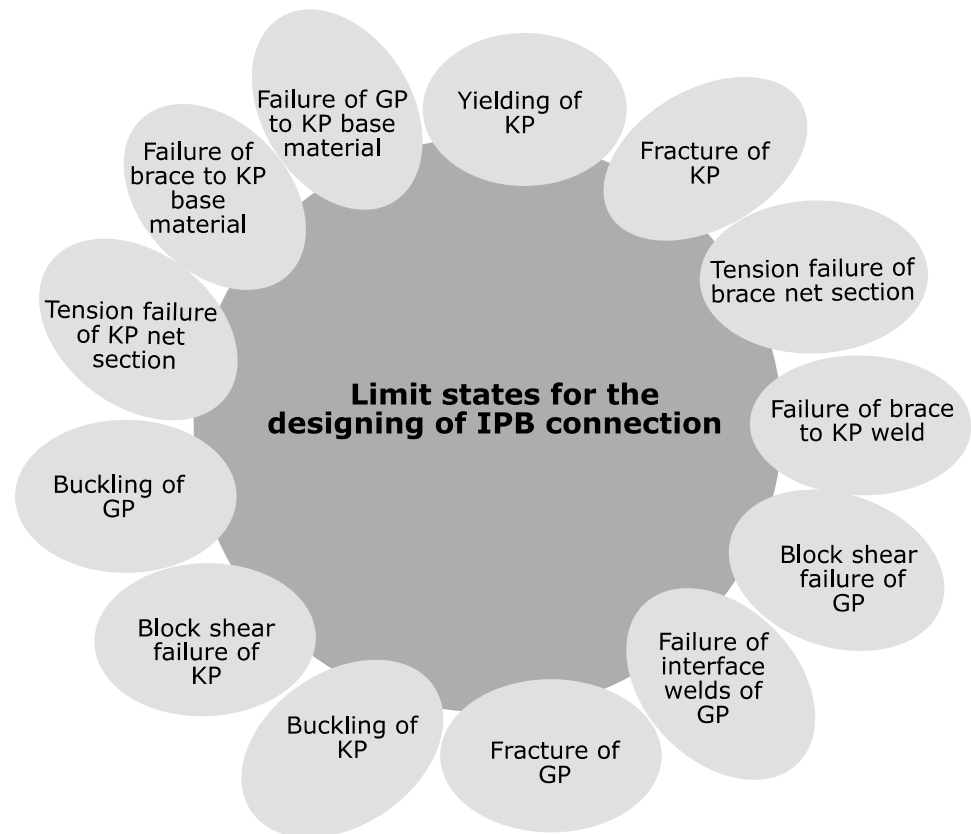 Limit states for the
designing of IPB connection
Yielding of
KP
Fracture of
KP
Tension failure of
brace net section
Failure of brace
to KP weld
Block shear
failure of
GP
Failure of
interface
welds of
GP
Fracture of
GP
Buckling of
KP
Block shear
failure of
KP
Buckling of
GP
Tension failure
of KP net
section
Failure of
brace to KP
base
material
Failure of GP
to KP base
material